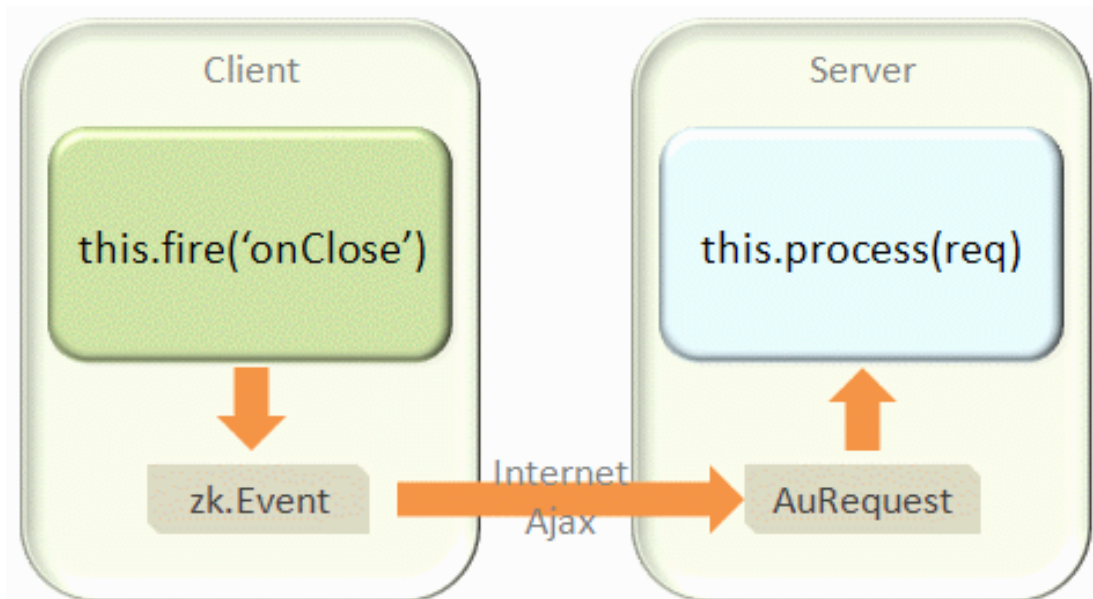 Client
this.fire(‘onClose’)
zk.Event
Internet
Ajax
Server
this.process(req)
AuRequest